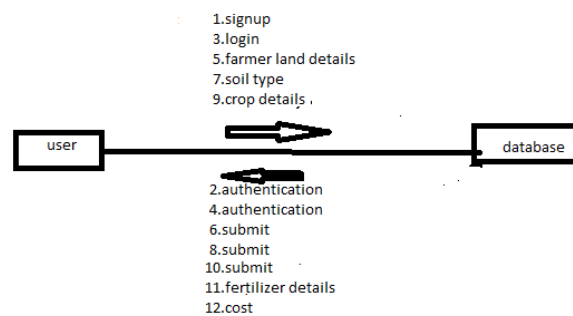 1.signup
3.login
5.farmer land details
7.soil type
9.crop details
user
database
2.authentication
4.authentication
6.submit
8.submit
10.submit
11.fertilizer details
12.cost